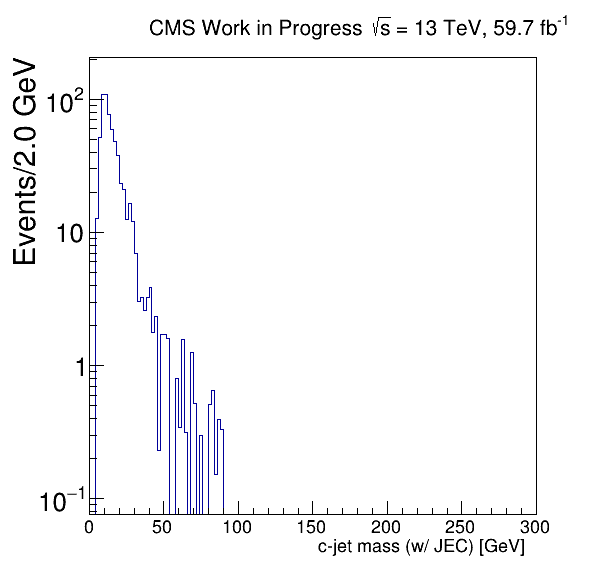 CMS Work in Progress √s = 13 TeV, 59.7 fb⁻¹
Events/2.0 GeV
10²
10
1
10⁻¹
0 50 100 150 200 250 300
c-jet mass (w/ JEC) [GeV]